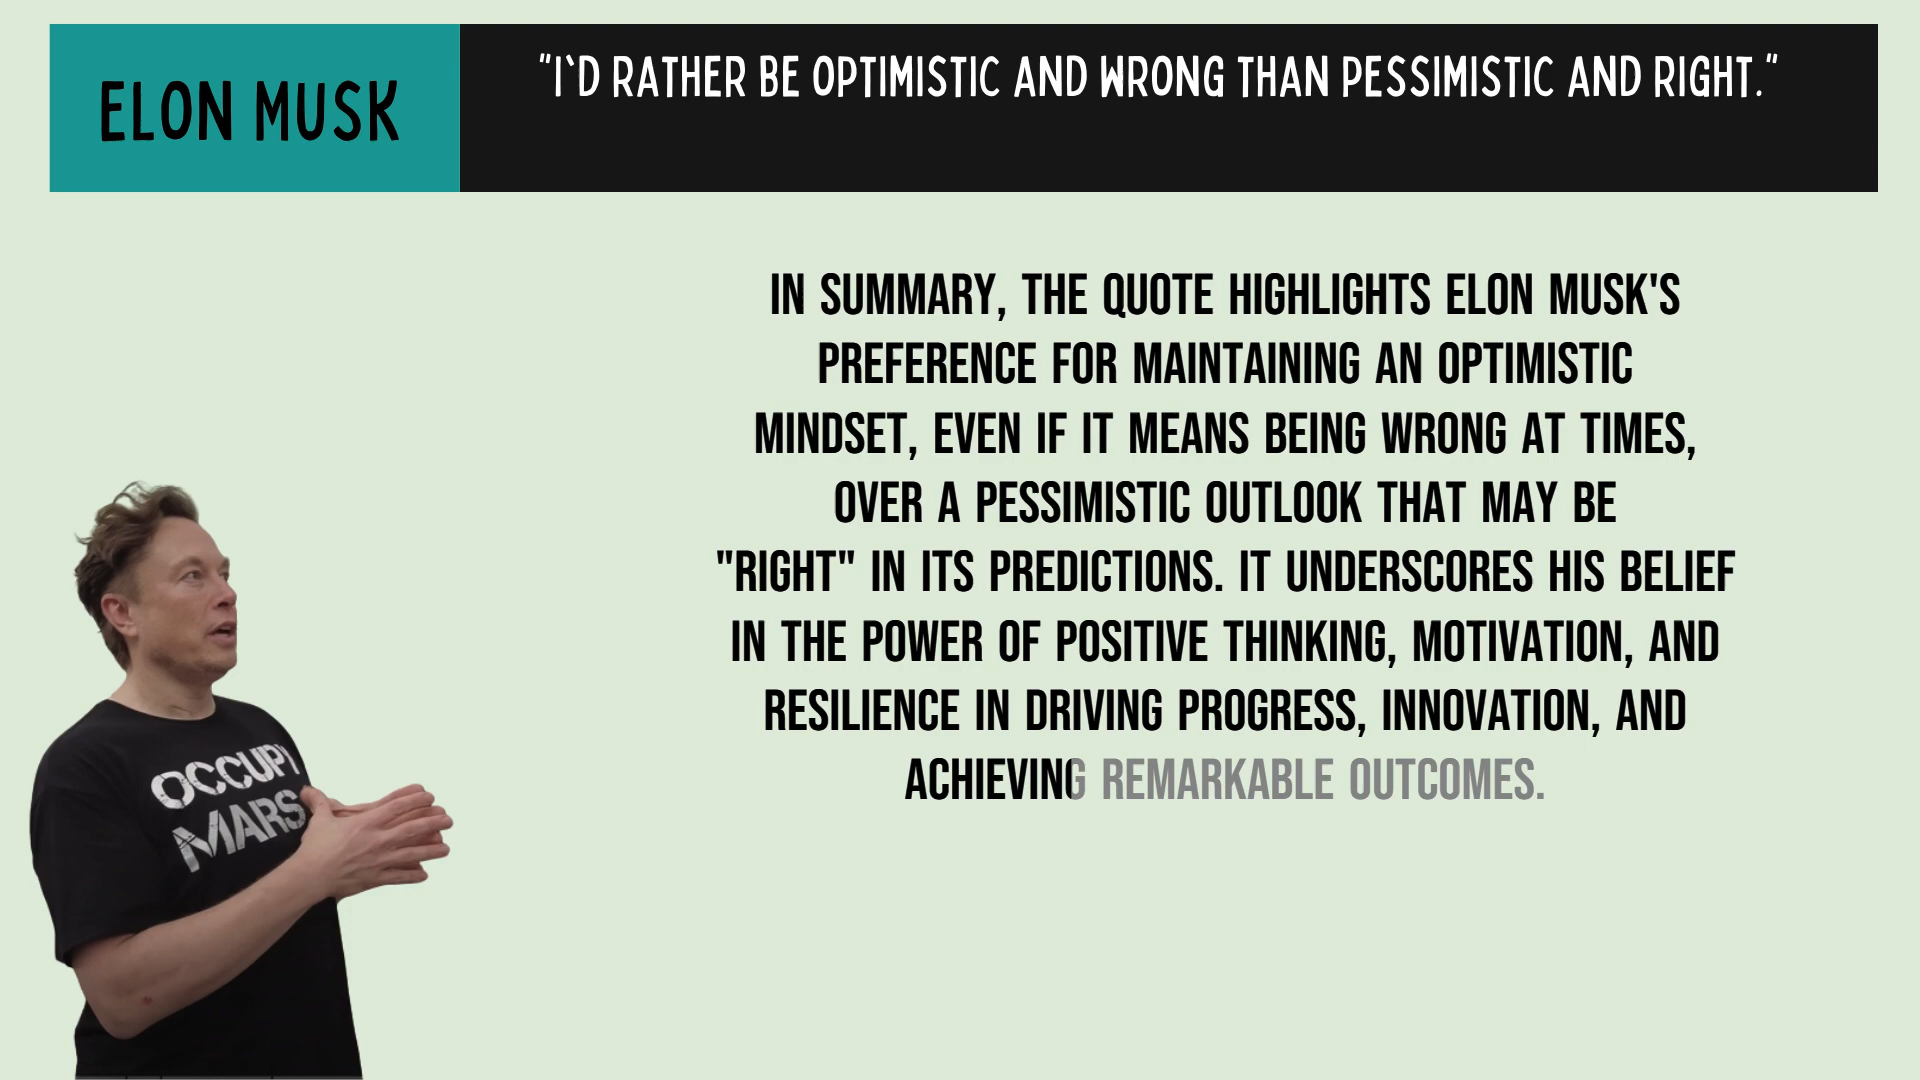 ELON MUSK
"I`D RATHER BE OPTIMISTIC AND WRONG THAN PESSIMISTIC AND RIGHT."
IN SUMMARY, THE QUOTE HIGHLIGHTS ELON MUSK'S
PREFERENCE FOR MAINTAINING AN OPTIMISTIC
MINDSET, EVEN IF IT MEANS BEING WRONG AT TIMES,
OVER A PESSIMISTIC OUTLOOK THAT MAY BE
"RIGHT" IN ITS PREDICTIONS. IT UNDERSCORES HIS BELIEF
IN THE POWER OF POSITIVE THINKING, MOTIVATION, AND
RESILIENCE IN DRIVING PROGRESS, INNOVATION, AND
ACHIEVING REMARKABLE OUTCOMES.
OCCUPY
MARS